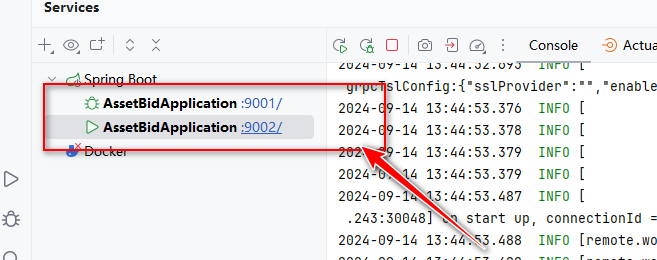 Services
Console
Actua
2024-09-14 13:44:52.693 INFO [
Spring Boot
grpcTslConfig:{"sslProvider":"","enable
AssetBidApplication :9001/
2024-09-14 13:44:53.376 INFO [
AssetBidApplication :9002/
2024-09-14 13:44:53.378 INFO [
Docker
2024-09-14 13:44:53.379 INFO [
2024-09-14 13:44:53.379 INFO [
2024-09-14 13:44:53.487 INFO [
.243:30048] on start up, connectionId =
2024-09-14 13:44:53.488 INFO [remote.wo